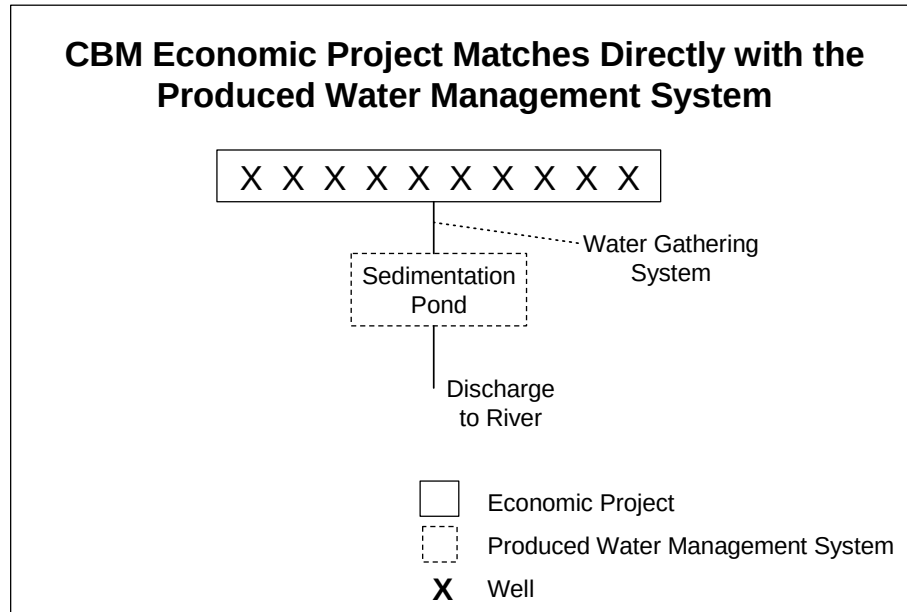 CBM Economic Project Matches Directly with the
Produced Water Management System
X X X X X X X X X X
Water Gathering
System
Sedimentation
Pond
Discharge
to River
Economic Project
Produced Water Management System
X Well